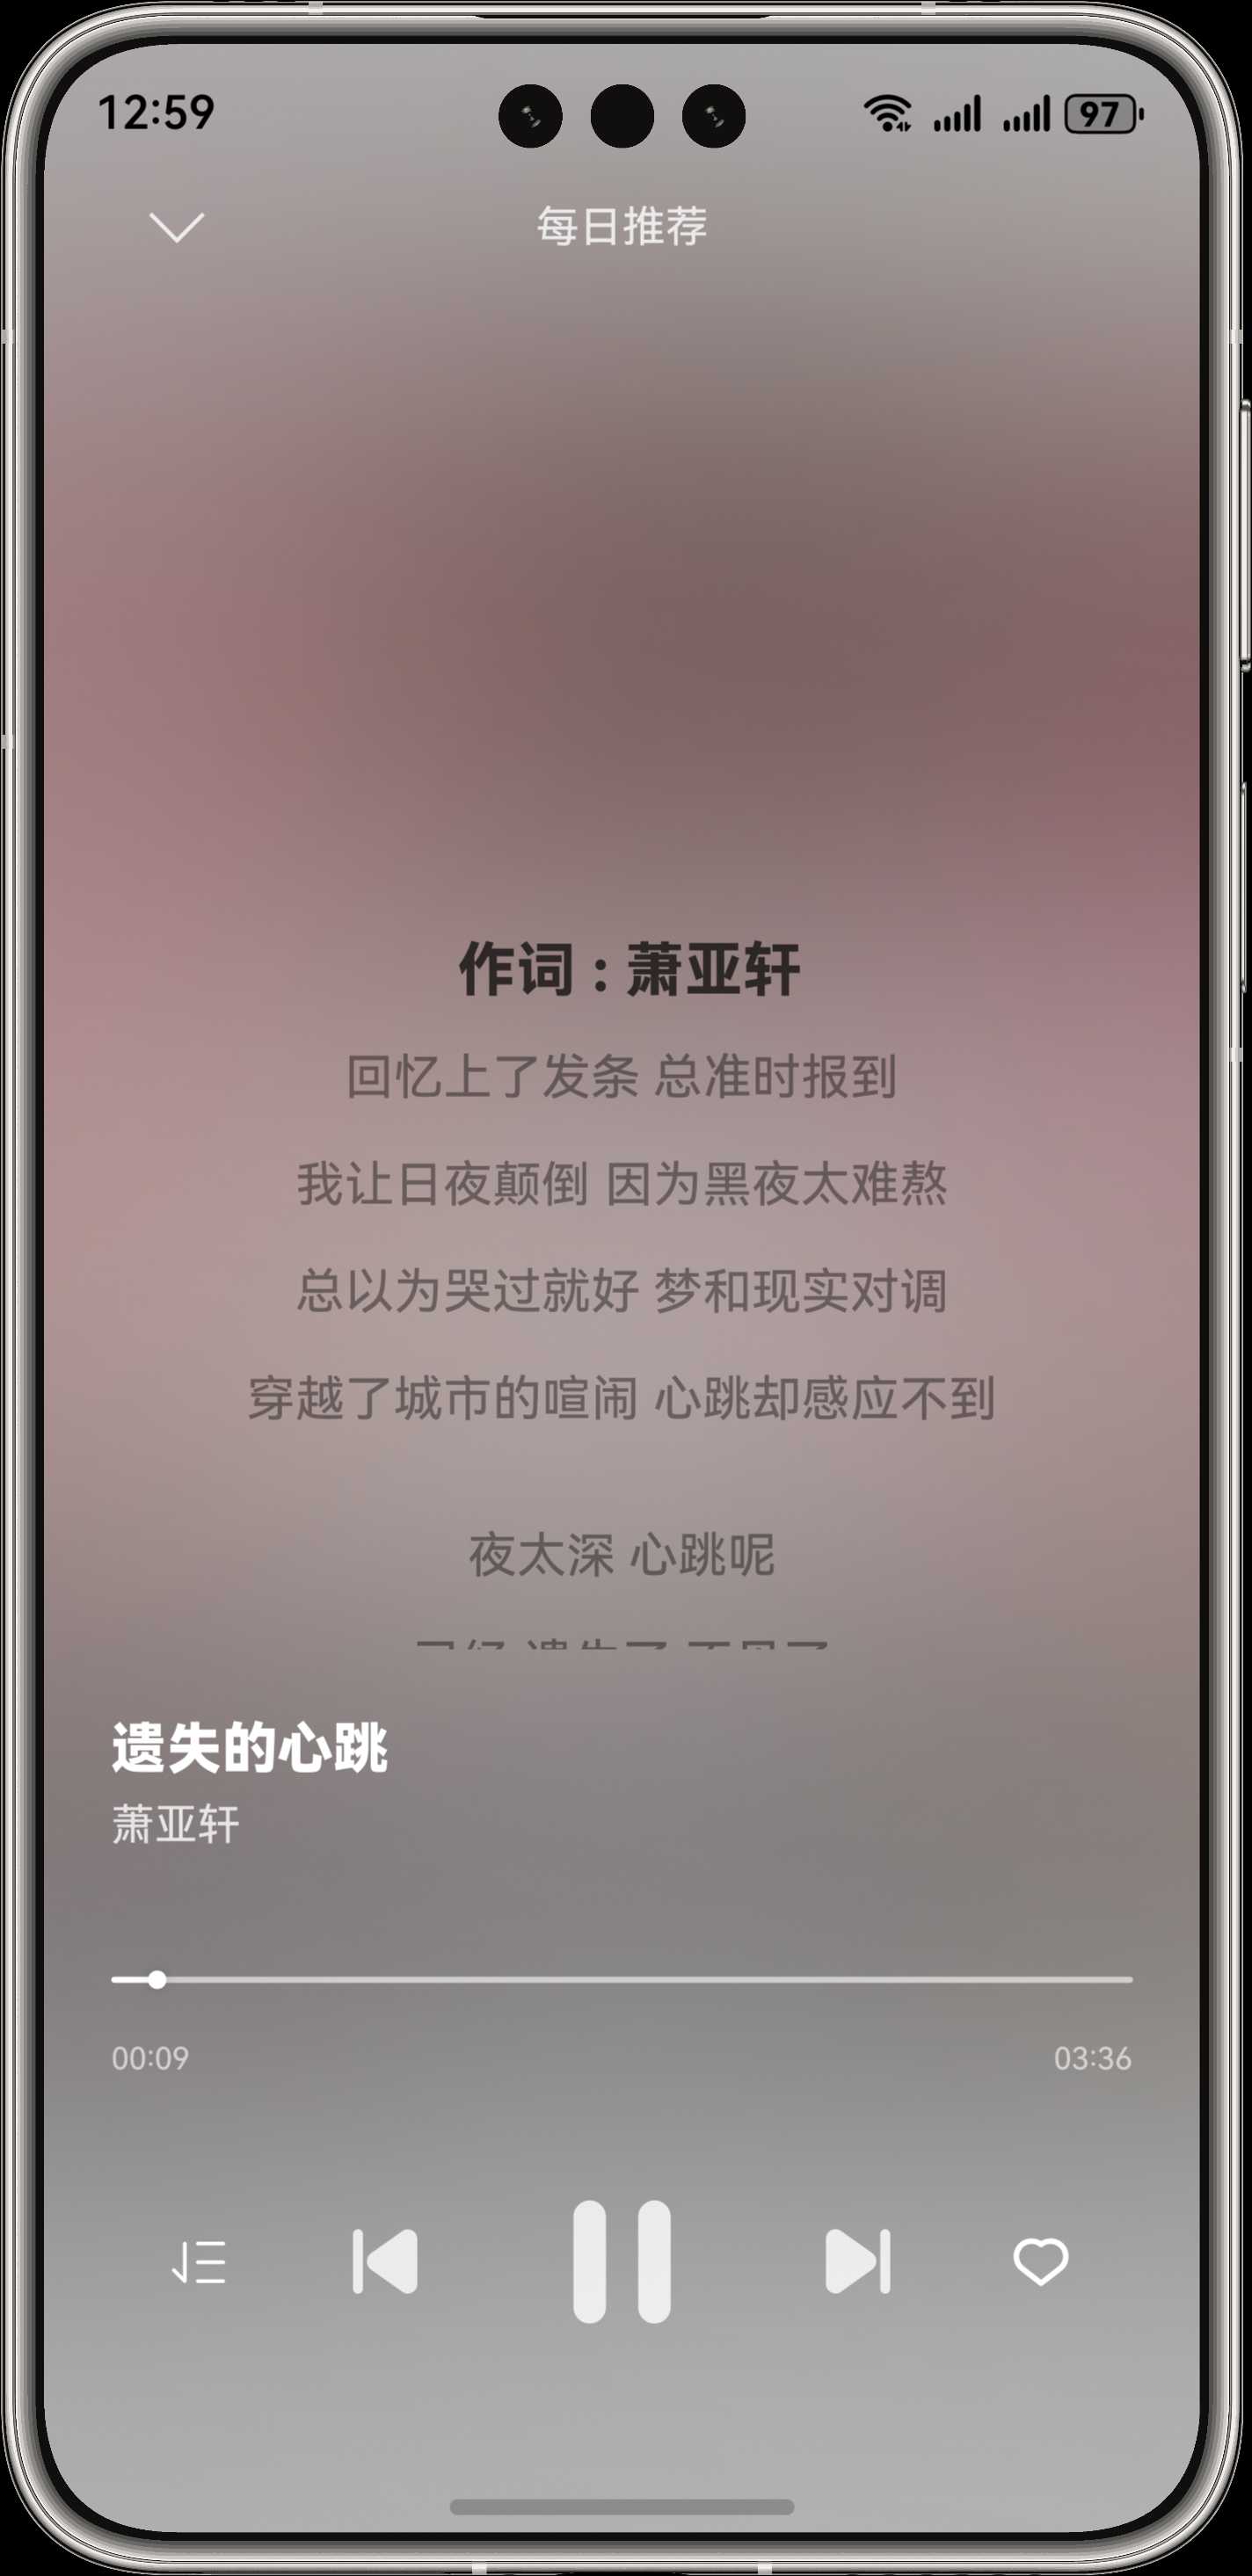 12:59
97
每日推荐
作词 : 萧亚轩
回忆上了发条 总准时报到
我让日夜颠倒 因为黑夜太难熬
总以为哭过就好 梦和现实对调
穿越了城市的喧闹 心跳却感应不到
夜太深 心跳呢
遗失的心跳
萧亚轩
00:09
03:36